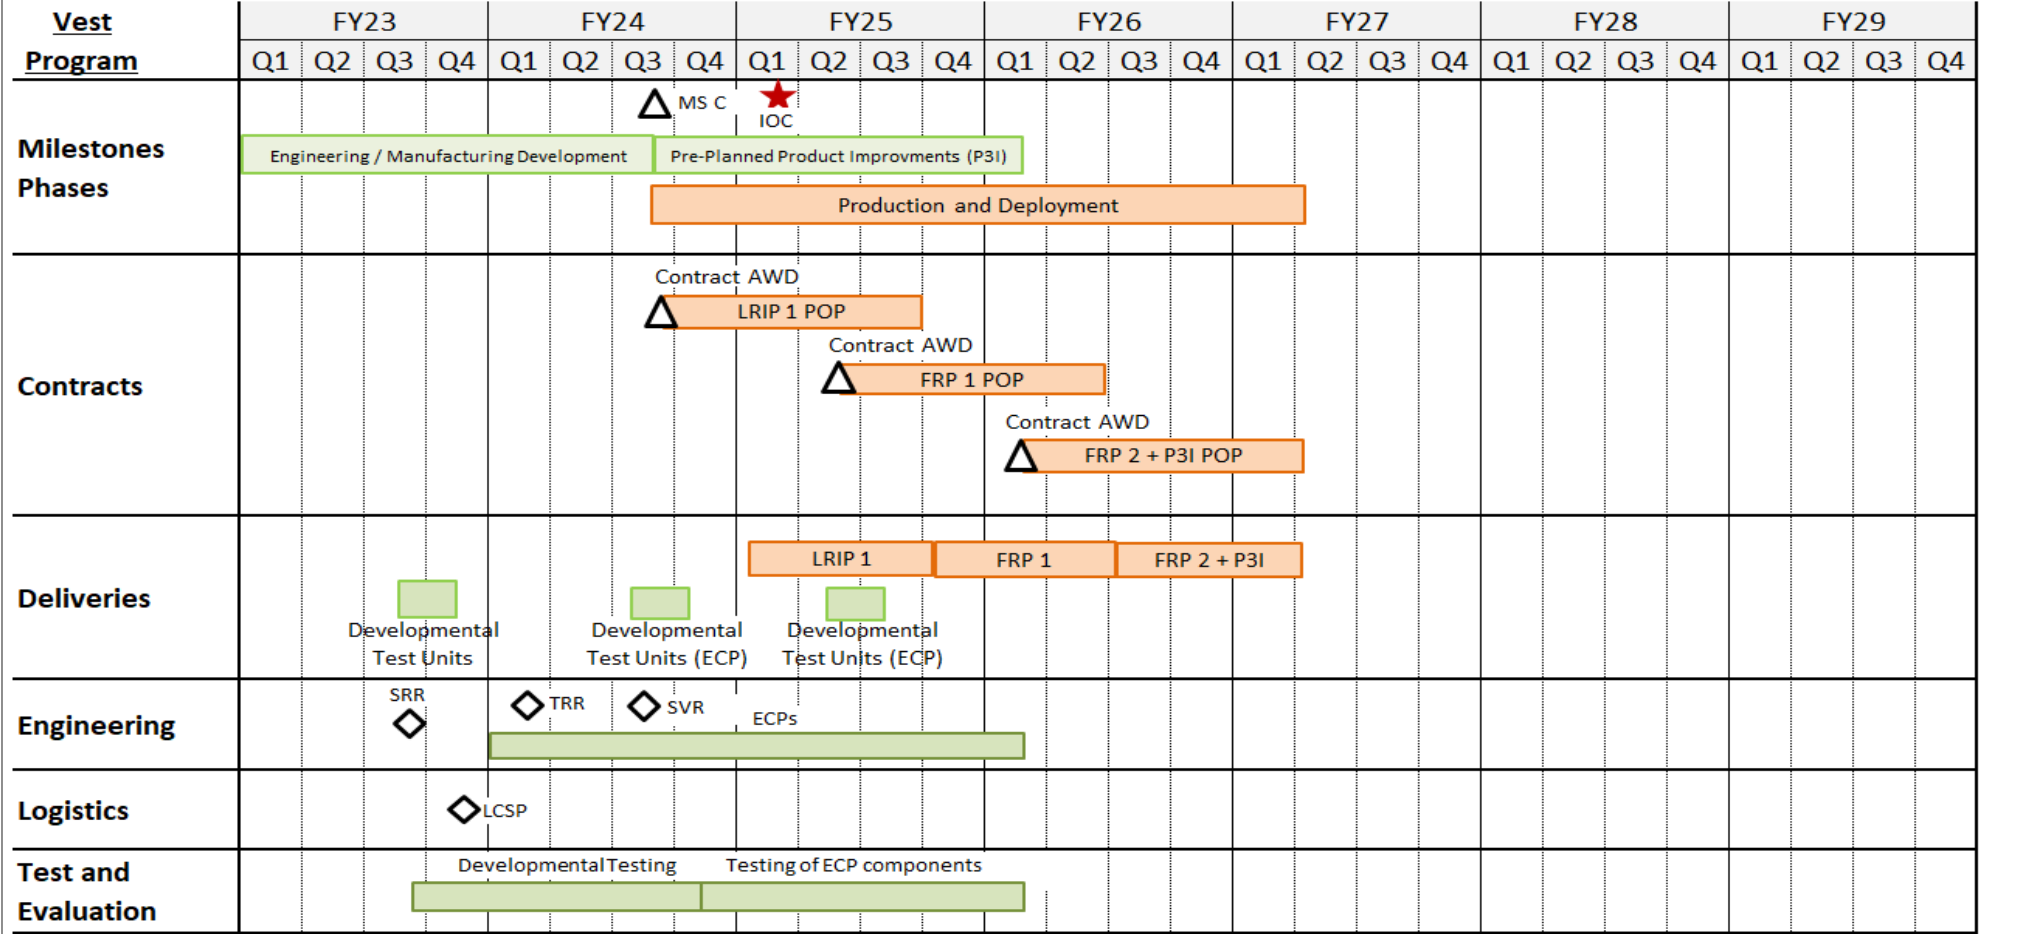 Vest
Program
FY23 FY24 FY25 FY26 FY27 FY28 FY29
Q1 Q2 Q3 Q4 Q1 Q2 Q3 Q4 Q1 Q2 Q3 Q4 Q1 Q2 Q3 Q4 Q1 Q2 Q3 Q4 Q1 Q2 Q3 Q4 Q1 Q2 Q3 Q4
Milestones
Phases
MS C
IOC
Engineering / Manufacturing Development
Pre-Planned Product Improvments (P3I)
Production and Deployment
Contracts
Contract AWD
LRIP 1 POP
Contract AWD
FRP 1 POP
Contract AWD
FRP 2 + P3I POP
Deliveries
LRIP 1
FRP 1
FRP 2 + P3I
Developmental
Test Units
Developmental
Test Units (ECP)
Developmental
Test Units (ECP)
Engineering
SRR
TRR
SVR
ECPs
Logistics
LCSP
Test and
Evaluation
Developmental Testing
Testing of ECP components